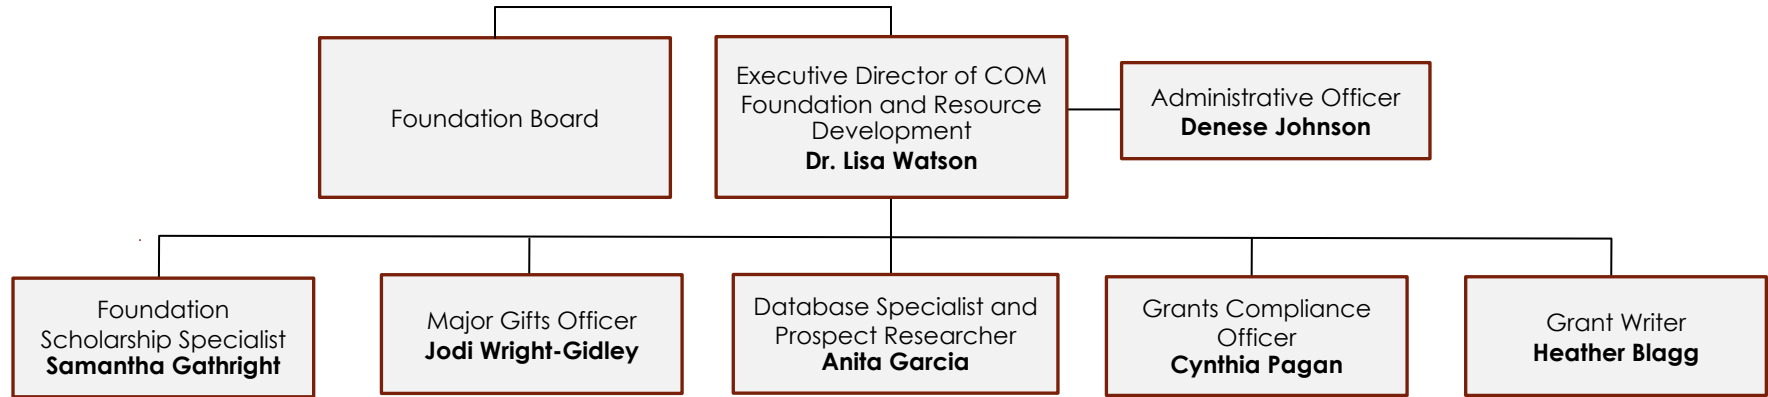 Foundation Board
Executive Director of COM
Foundation and Resource
Development
Dr. Lisa Watson
Administrative Officer
Denese Johnson
Foundation
Scholarship Specialist
Samantha Gathright
Major Gifts Officer
Jodi Wright-Gidley
Database Specialist and
Prospect Researcher
Anita Garcia
Grants Compliance
Officer
Cynthia Pagan
Grant Writer
Heather Blagg